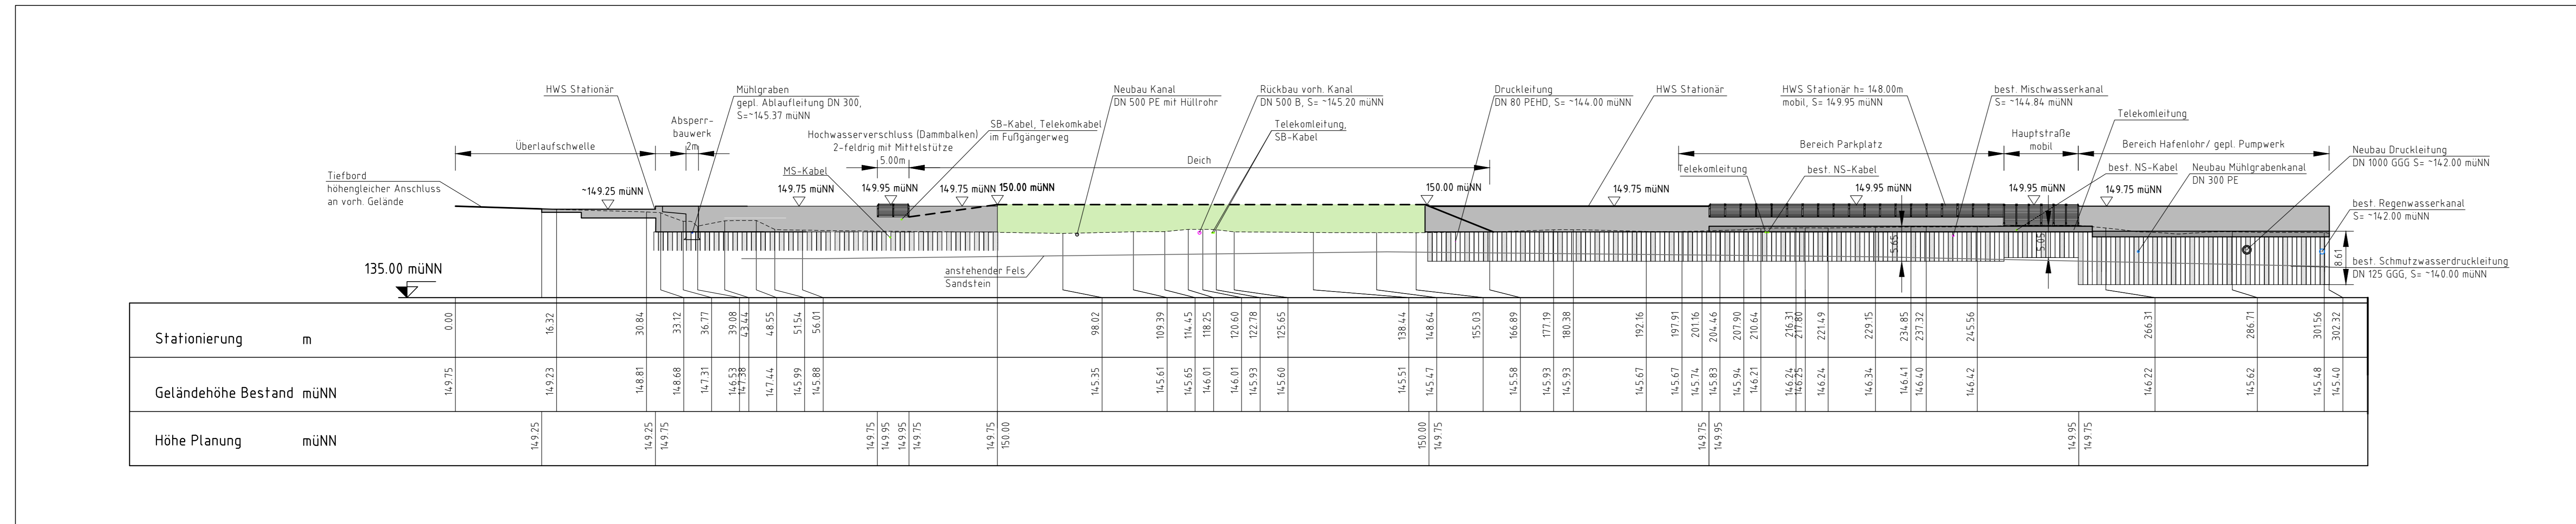 HWS Stationär
Mühlgraben
gepl. Ablaufleitung DN 300,
S=~145.37 müNN
Absperr-
bauwerk
2m
Überlaufschwelle
Tiefbord
höhengleicher Anschluss
an vorh. Gelände
~149.25 müNN
MS-Kabel
149.75 müNN
Hochwasserverschluss (Dammbalken)
2-feldrig mit Mittelstütze
5.00m
149.95 müNN
SB-Kabel, Telekomkabel
im Fußgängerweg
149.75 müNN
150.00 müNN
Neubau Kanal
DN 500 PE mit Hüllrohr
Rückbau vorh. Kanal
DN 500 B, S= ~145.20 müNN
Telekomleitung,
SB-Kabel
Deich
anstehender Fels
Sandstein
150.00 müNN
Druckleitung
DN 80 PEHD, S= ~144.00 müNN
HWS Stationär
149.75 müNN
HWS Stationär h= 148.00m
mobil, S= 149.95 müNN
Bereich Parkplatz
Telekomleitung
best. NS-Kabel
149.95 müNN
5.65
best. Mischwasserkanal
S= ~144.84 müNN
Hauptstraße
mobil
149.95 müNN
5.05
Telekomleitung
Bereich Hafenlohr/ gepl. Pumpwerk
best. NS-Kabel
149.75 müNN
Neubau Mühlgrabenkanal
DN 300 PE
Neubau Druckleitung
DN 1000 GGG S= ~142.00 müNN
best. Regenwasserkanal
S= ~142.00 müNN
8.61
best. Schmutzwasserdruckleitung
DN 125 GGG, S= ~140.00 müNN
135.00 müNN
Stationierung m
0.00 16.32 30.84 33.12 36.77 39.08 43.44 48.55 51.54 56.01 98.02 109.39 114.45 118.25 120.60 122.78 125.65 138.44 148.64 155.03 166.89 177.19 180.38 192.16 197.91 201.16 204.46 207.90 210.64 216.31 217.80 221.49 229.15 234.85 237.32 245.56 266.31 286.71 301.56 302.32
Geländehöhe Bestand müNN
149.75 149.23 148.81 148.68 147.31 146.53 147.38 147.44 145.99 145.88 145.35 145.61 145.65 146.01 146.01 145.93 145.60 145.51 145.47 145.58 145.93 145.93 145.67 145.67 145.74 145.83 145.94 146.21 146.24 146.25 146.24 146.34 146.41 146.40 146.42 146.22 145.62 145.48 145.40
Höhe Planung müNN
149.25 149.25 149.75 149.75 149.95 149.95 149.75 149.75 150.00 150.00 149.75 149.75 149.95 149.95 149.75